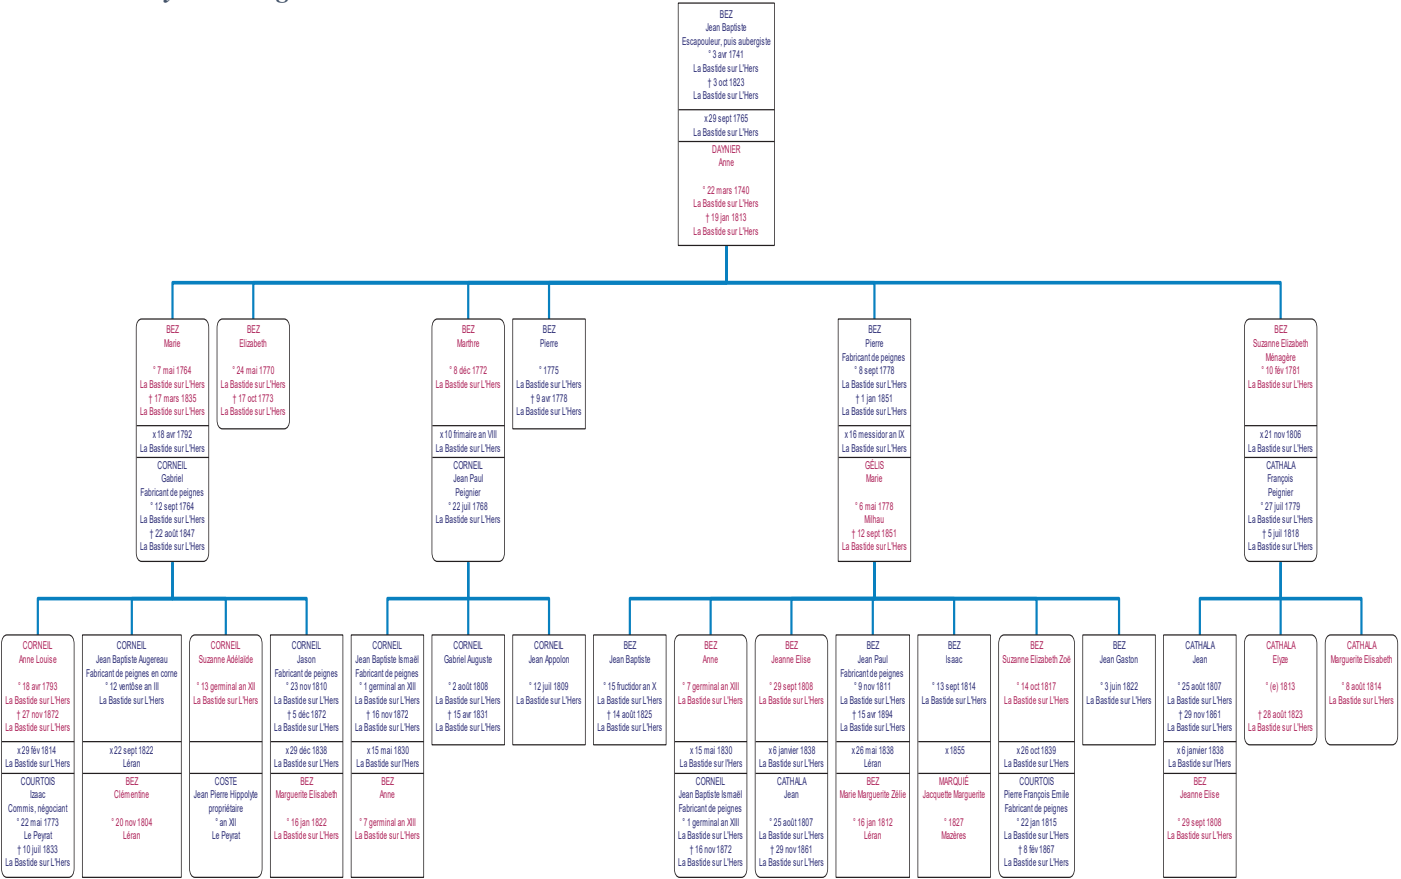 BEZ
Jean Baptiste
Escapouleur, puis aubergiste
° 3 avr 1741
La Bastide sur L'Hers
† 3 oct 1823
La Bastide sur L'Hers
x 29 sept 1765
La Bastide sur L'Hers
DAYNIER
Anne
° 22 mars 1740
La Bastide sur L'Hers
† 19 jan 1813
La Bastide sur L'Hers
BEZ
Marie
° 7 mai 1764
La Bastide sur L'Hers
† 17 mars 1835
La Bastide sur L'Hers
x 18 avr 1792
La Bastide sur L'Hers
CORNEIL
Gabriel
Fabricant de peignes
° 12 sept 1764
La Bastide sur L'Hers
† 22 août 1847
La Bastide sur L'Hers
BEZ
Elizabeth
° 24 mai 1770
La Bastide sur L'Hers
† 17 oct 1773
La Bastide sur L'Hers
BEZ
Marthre
° 8 déc 1772
La Bastide sur L'Hers
x 10 frimaire an VIII
La Bastide sur L'Hers
CORNEIL
Jean Paul
Peignier
° 22 juil 1768
La Bastide sur L'Hers
BEZ
Pierre
° 1775
La Bastide sur L'Hers
† 9 avr 1778
La Bastide sur L'Hers
BEZ
Pierre
Fabricant de peignes
° 8 sept 1778
La Bastide sur L'Hers
† 1 jan 1851
La Bastide sur L'Hers
x 16 messidor an IX
La Bastide sur L'Hers
GÉLIS
Marie
° 6 mai 1778
Milhau
† 12 sept 1851
La Bastide sur L'Hers
BEZ
Suzanne Elizabeth
Ménagère
° 10 fév 1781
La Bastide sur L'Hers
x 21 nov 1806
La Bastide sur L'Hers
CATHALA
François
Peignier
° 27 juil 1779
La Bastide sur L'Hers
† 5 juil 1818
La Bastide sur L'Hers
CORNEIL
Anne Louise
° 18 avr 1793
La Bastide sur L'Hers
† 27 nov 1872
La Bastide sur L'Hers
x 29 fév 1814
La Bastide sur L'Hers
COURTOIS
Izaac
Commis, négociant
° 22 mai 1773
Le Peyrat
† 10 juil 1833
La Bastide sur L'Hers
CORNEIL
Jean Baptiste Augereau
Fabricant de peignes en corne
° 12 ventôse an III
La Bastide sur L'Hers
x 22 sept 1822
Léran
BEZ
Clémentine
° 20 nov 1804
Léran
CORNEIL
Suzanne Adélaïde
° 13 germinal an XII
La Bastide sur L'Hers
COSTE
Jean Pierre Hippolyte
propriétaire
° an XII
Le Peyrat
CORNEIL
Jason
Fabricant de peignes
° 23 nov 1810
La Bastide sur L'Hers
† 5 déc 1872
La Bastide sur L'Hers
x 29 déc 1838
La Bastide sur L'Hers
BEZ
Marguerite Elisabeth
° 16 jan 1822
La Bastide sur L'Hers
CORNEIL
Jean Baptiste Ismaël
Fabricant de peignes
° 1 germinal an XIII
La Bastide sur L'Hers
† 16 nov 1872
La Bastide sur L'Hers
x 15 mai 1830
La Bastide sur l'Hers
BEZ
Anne
° 7 germinal an XIII
La Bastide sur L'Hers
CORNEIL
Gabriel Auguste
° 2 août 1808
La Bastide sur L'Hers
† 15 avr 1831
La Bastide sur L'Hers
CORNEIL
Jean Appolon
° 12 juil 1809
La Bastide sur L'Hers
BEZ
Jean Baptiste
° 15 fructidor an X
La Bastide sur L'Hers
† 14 août 1825
La Bastide sur L'Hers
BEZ
Anne
° 7 germinal an XIII
La Bastide sur L'Hers
x 15 mai 1830
La Bastide sur l'Hers
CORNEIL
Jean Baptiste Ismaël
Fabricant de peignes
° 1 germinal an XIII
La Bastide sur L'Hers
† 16 nov 1872
La Bastide sur L'Hers
BEZ
Jeanne Elise
° 29 sept 1808
La Bastide sur L'Hers
x 6 janvier 1838
La Bastide sur L'Hers
CATHALA
Jean
° 25 août 1807
La Bastide sur L'Hers
† 29 nov 1861
La Bastide sur L'Hers
BEZ
Jean Paul
Fabricant de peignes
° 9 nov 1811
La Bastide sur L'Hers
† 15 avr 1894
La Bastide sur L'Hers
x 26 mai 1838
Léran
BEZ
Marie Marguerite Zélie
° 16 jan 1812
Léran
BEZ
Isaac
° 13 sept 1814
La Bastide sur L'Hers
x 1855
MARQUIÉ
Jacquette Marguerite
° 1827
Mazères
BEZ
Suzanne Elizabeth Zoé
° 14 oct 1817
La Bastide sur L'Hers
x 26 oct 1839
La Bastide sur L'Hers
COURTOIS
Pierre François Emile
Fabricant de peignes
° 22 jan 1815
La Bastide sur L'Hers
† 8 fév 1867
La Bastide sur L'Hers
BEZ
Jean Gaston
° 3 juin 1822
La Bastide sur L'Hers
CATHALA
Jean
° 25 août 1807
La Bastide sur L'Hers
† 29 nov 1861
La Bastide sur L'Hers
x 6 janvier 1838
La Bastide sur l'Hers
BEZ
Jeanne Elise
° 29 sept 1808
La Bastide sur L'Hers
CATHALA
Elyze
° (e) 1813
† 28 août 1823
La Bastide sur L'Hers
CATHALA
Marguerite Elisabeth
° 8 août 1814
La Bastide sur L'Hers